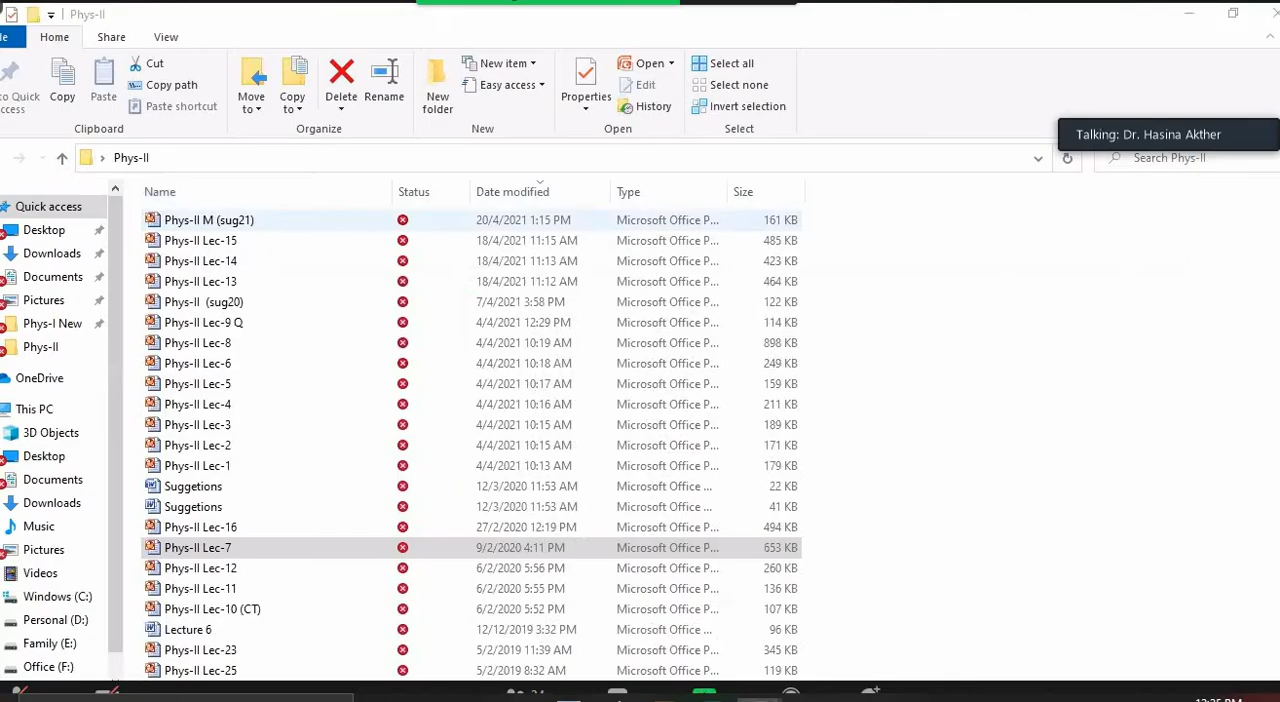 Phys-II
le Home Share View
to Quick access
Copy
Paste
Cut
Copy path
Paste shortcut
Clipboard
Move to
Copy to
Delete
Rename
Organize
New folder
New item
Easy access
New
Properties
Open
Edit
History
Open
Select all
Select none
Invert selection
Select
Talking: Dr. Hasina Akther
Phys-II
Search Phys-II
Quick access
Desktop
Downloads
Documents
Pictures
Phys-I New
Phys-II
OneDrive
This PC
3D Objects
Desktop
Documents
Downloads
Music
Pictures
Videos
Windows (C:)
Personal (D:)
Family (E:)
Office (F:)
Name Status Date modified Type Size
Phys-II M (sug21) 20/4/2021 1:15 PM Microsoft Office P... 161 KB
Phys-II Lec-15 18/4/2021 11:15 AM Microsoft Office P... 485 KB
Phys-II Lec-14 18/4/2021 11:13 AM Microsoft Office P... 423 KB
Phys-II Lec-13 18/4/2021 11:12 AM Microsoft Office P... 464 KB
Phys-II (sug20) 7/4/2021 3:58 PM Microsoft Office P... 122 KB
Phys-II Lec-9 Q 4/4/2021 12:29 PM Microsoft Office P... 114 KB
Phys-II Lec-8 4/4/2021 10:19 AM Microsoft Office P... 898 KB
Phys-II Lec-6 4/4/2021 10:18 AM Microsoft Office P... 249 KB
Phys-II Lec-5 4/4/2021 10:17 AM Microsoft Office P... 159 KB
Phys-II Lec-4 4/4/2021 10:16 AM Microsoft Office P... 211 KB
Phys-II Lec-3 4/4/2021 10:15 AM Microsoft Office P... 189 KB
Phys-II Lec-2 4/4/2021 10:15 AM Microsoft Office P... 171 KB
Phys-II Lec-1 4/4/2021 10:13 AM Microsoft Office P... 179 KB
Suggetions 12/3/2020 11:53 AM Microsoft Office ... 22 KB
Suggetions 12/3/2020 11:53 AM Microsoft Office ... 41 KB
Phys-II Lec-16 27/2/2020 12:19 PM Microsoft Office P... 494 KB
Phys-II Lec-7 9/2/2020 4:11 PM Microsoft Office P... 653 KB
Phys-II Lec-12 6/2/2020 5:56 PM Microsoft Office P... 260 KB
Phys-II Lec-11 6/2/2020 5:55 PM Microsoft Office P... 136 KB
Phys-II Lec-10 (CT) 6/2/2020 5:52 PM Microsoft Office P... 107 KB
Lecture 6 12/12/2019 3:32 PM Microsoft Office ... 96 KB
Phys-II Lec-23 5/2/2019 11:39 AM Microsoft Office P... 345 KB
Phys-II Lec-25 5/2/2019 8:32 AM Microsoft Office P... 119 KB